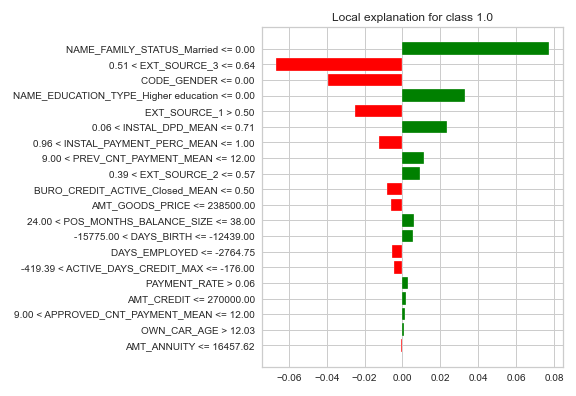 Local explanation for class 1.0
NAME_FAMILY_STATUS_Married <= 0.00
0.51 < EXT_SOURCE_3 <= 0.64
CODE_GENDER <= 0.00
NAME_EDUCATION_TYPE_Higher education <= 0.00
EXT_SOURCE_1 > 0.50
0.06 < INSTAL_DPD_MEAN <= 0.71
0.96 < INSTAL_PAYMENT_PERC_MEAN <= 1.00
9.00 < PREV_CNT_PAYMENT_MEAN <= 12.00
0.39 < EXT_SOURCE_2 <= 0.57
BURO_CREDIT_ACTIVE_Closed_MEAN <= 0.50
AMT_GOODS_PRICE <= 238500.00
24.00 < POS_MONTHS_BALANCE_SIZE <= 38.00
-15775.00 < DAYS_BIRTH <= -12439.00
DAYS_EMPLOYED <= -2764.75
-419.39 < ACTIVE_DAYS_CREDIT_MAX <= -176.00
PAYMENT_RATE > 0.06
AMT_CREDIT <= 270000.00
9.00 < APPROVED_CNT_PAYMENT_MEAN <= 12.00
OWN_CAR_AGE > 12.03
AMT_ANNUITY <= 16457.62
−0.06 −0.04 −0.02 0.00 0.02 0.04 0.06 0.08